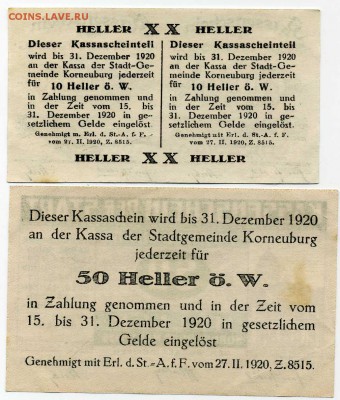 COINS.ЛАVE.РУ
HELLER X X HELLER
Dieser Kassascheinteil
wird bis 31. Dezember 1920
an der Kassa der Stadt-Ge-
meinde Korneuburg jederzeit
für 10 Heller ö. W.
in Zahlung genommen und
in der Zeit vom 15. bis
31. Dezember 1920 in ge-
setzlichem Gelde eingelöst.
Genehmigt m. Erl. d. St.-A. f. F.
vom 27. II. 1920, Z. 8515.
Dieser Kassascheinteil
wird bis 31. Dezember 1920
an der Kassa der Stadt-Ge-
meinde Korneuburg jederzeit
für 10 Heller ö. W.
in Zahlung genommen und
in der Zeit vom 15. bis
31. Dezember 1920 in ge-
setzlichem Gelde eingelöst.
Genehmigt mit Erl. d. St.-A. f. F
vom 27. II. 1920, Z. 8515.
HELLER X X HELLER
Dieser Kassaschein wird bis 31. Dezember 1920
an der Kassa der Stadtgemeinde Korneuburg
jederzeit für
50 Heller ö. W.
in Zahlung genommen und in der Zeit vom
15. bis 31. Dezember 1920 in gesetzlichem
Gelde eingelöst
Genehmigt mit Erl. d. St.-A. f. F. vom 27. II. 1920, Z. 8515.